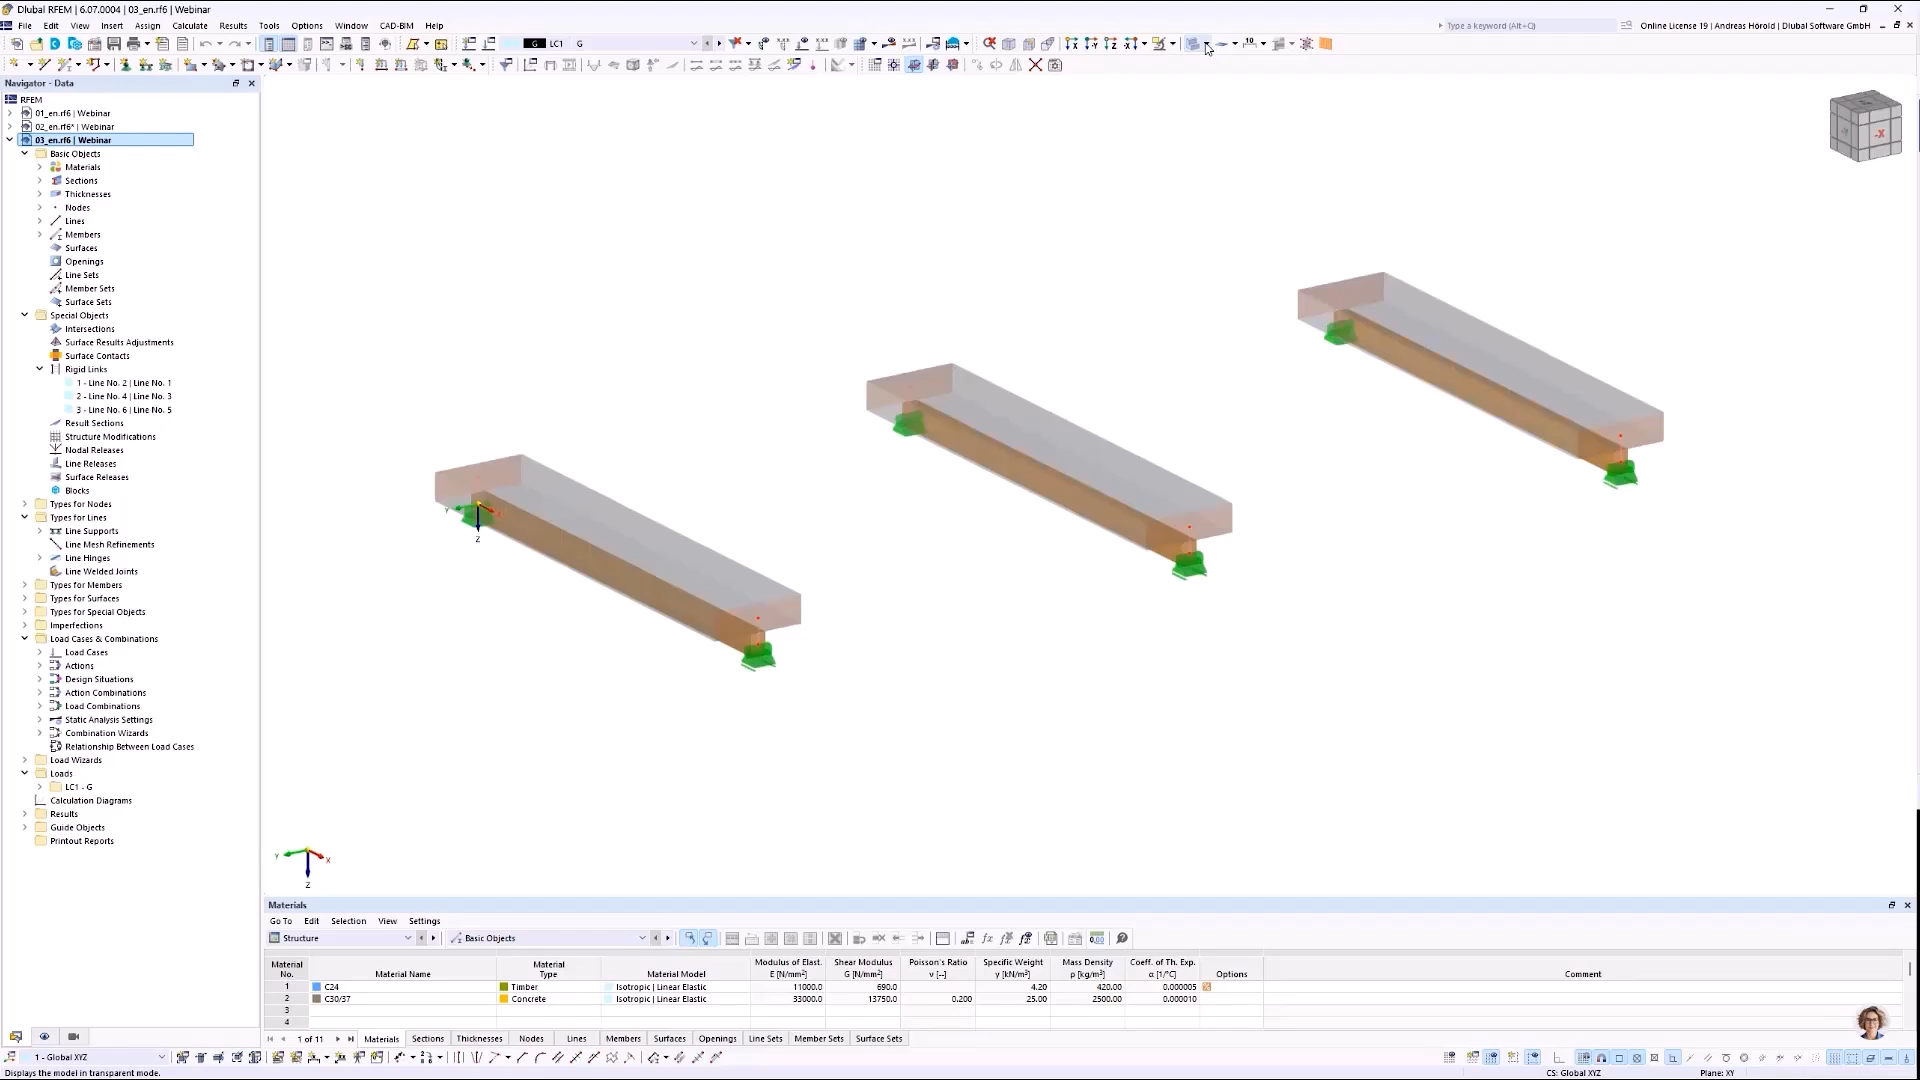 Dlubal RFEM | 6.07.0004 | 03_en.rf6 | Webinar
File Edit View Insert Assign Calculate Results Tools Options Window CAD-BIM Help
Type a keyword (Alt+Q)
Online License 19 | Andreas Hörold | Dlubal Software GmbH
G LC1 G
Navigator - Data
RFEM
01_en.rf6 | Webinar
02_en.rf6* | Webinar
03_en.rf6 | Webinar
Basic Objects
Materials
Sections
Thicknesses
Nodes
Lines
Members
Surfaces
Openings
Line Sets
Member Sets
Surface Sets
Special Objects
Intersections
Surface Results Adjustments
Surface Contacts
Rigid Links
1 - Line No. 2 | Line No. 1
2 - Line No. 4 | Line No. 3
3 - Line No. 6 | Line No. 5
Result Sections
Structure Modifications
Nodal Releases
Line Releases
Surface Releases
Blocks
Types for Nodes
Types for Lines
Line Supports
Line Mesh Refinements
Line Hinges
Line Welded Joints
Types for Members
Types for Surfaces
Types for Special Objects
Imperfections
Load Cases & Combinations
Load Cases
Actions
Design Situations
Action Combinations
Load Combinations
Static Analysis Settings
Combination Wizards
Relationship Between Load Cases
Load Wizards
Loads
LC1 - G
Calculation Diagrams
Results
Guide Objects
Printout Reports
-X
Y
Z
Y X
Z
Materials
Go To Edit Selection View Settings
Structure Basic Objects
Material No. Material Name Material Type Material Model Modulus of Elast. E [N/mm²] Shear Modulus G [N/mm²] Poisson's Ratio ν [--] Specific Weight γ [kN/m³] Mass Density ρ [kg/m³] Coeff. of Th. Exp. α [1/°C] Options Comment
1 C24 Timber Isotropic | Linear Elastic 11000.0 690.0 4.20 420.00 0.000005
2 C30/37 Concrete Isotropic | Linear Elastic 33000.0 13750.0 0.200 25.00 2500.00 0.000010
3
4
1 of 11 Materials Sections Thicknesses Nodes Lines Members Surfaces Openings Line Sets Member Sets Surface Sets
1 - Global XYZ
Displays the model in transparent mode.
CS: Global XYZ Plane: XY